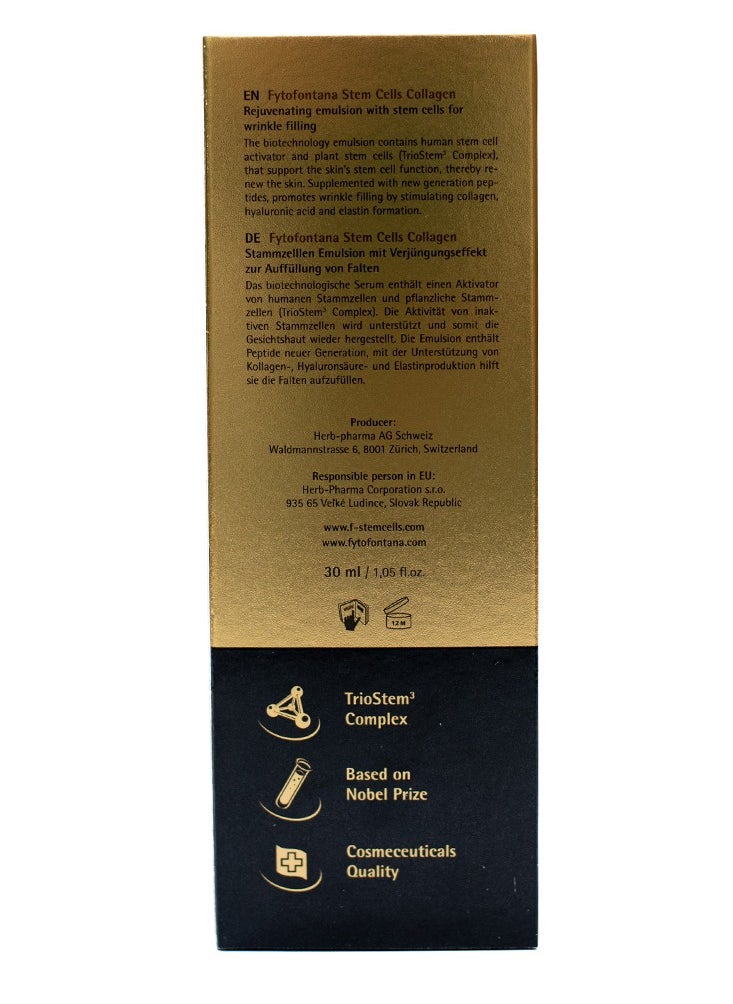 EN Fytofontana Stem Cells Collagen
Rejuvenating emulsion with stem cells for
wrinkle filling
The biotechnology emulsion contains human stem cell
activator and plant stem cells (TrioStem³ Complex),
that support the skin's stem cell function, thereby re-
new the skin. Supplemented with new generation pep-
tides, promotes wrinkle filling by stimulating collagen,
hyaluronic acid and elastin formation.
DE Fytofontana Stem Cells Collagen
Stammzelllen Emulsion mit Verjüngungseffekt
zur Auffüllung von Falten
Das biotechnologische Serum enthält einen Aktivator
von humanen Stammzellen und pflanzliche Stamm-
zellen (TrioStem³ Complex). Die Aktivität von inak-
tiven Stammzellen wird unterstützt und somit die
Gesichtshaut wieder hergestellt. Die Emulsion enthält
Peptide neuer Generation, mit der Unterstützung von
Kollagen-, Hyaluronsäure- und Elastinproduktion hilft
sie die Falten aufzufüllen.
Producer:
Herb-pharma AG Schweiz
Waldmannstrasse 6, 8001 Zürich, Switzerland
Responsible person in EU:
Herb-Pharma Corporation s.r.o.
935 65 Veľké Ludince, Slovak Republic
www.f-stemcells.com
www.fytofontana.com
30 ml / 1,05 fl.oz.
12 M
TrioStem³
Complex
Based on
Nobel Prize
Cosmeceuticals
Quality